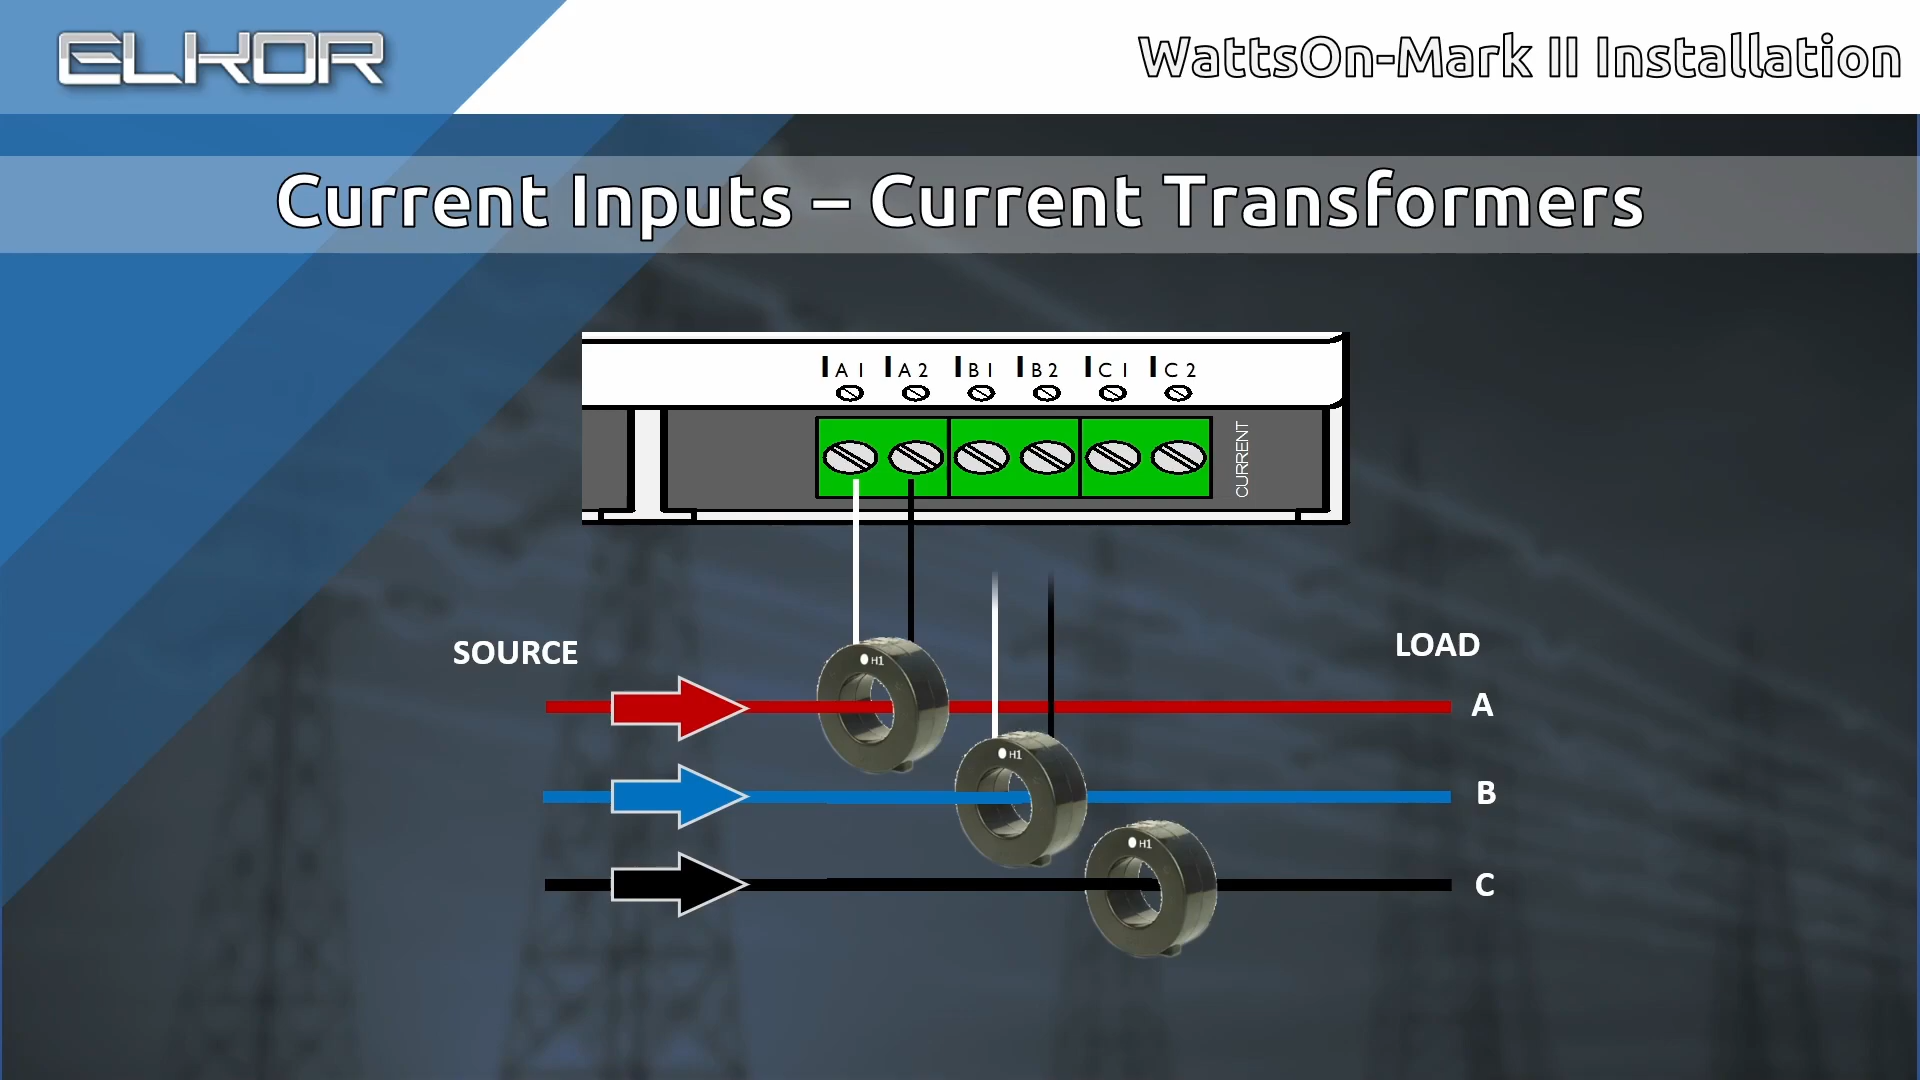 ELKOR
WattsOn-Mark II Installation
Current Inputs – Current Transformers
IA1 IA2 IB1 IB2 IC1 IC2
CURRENT
SOURCE
LOAD
H1
A
H1
B
H1
C